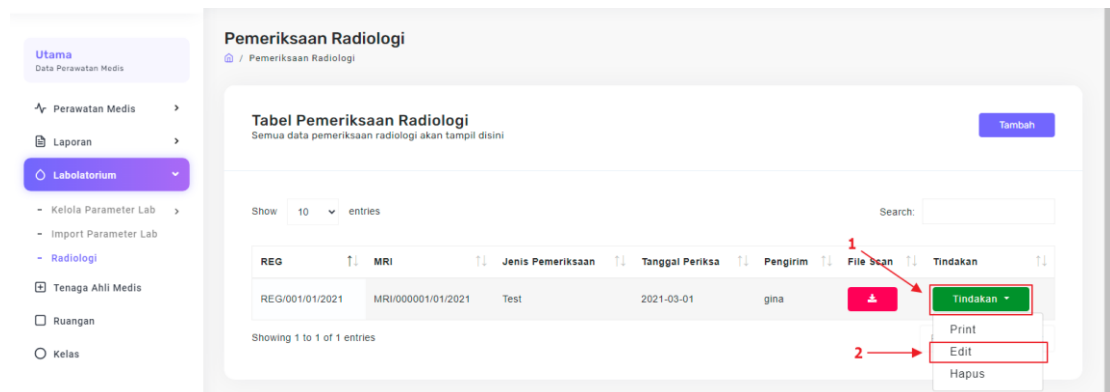 Pemeriksaan Radiologi
/ Pemeriksaan Radiologi
Utama
Data Perawatan Medis
Perawatan Medis
Laporan
Labolatorium
- Kelola Parameter Lab
- Import Parameter Lab
- Radiologi
Tenaga Ahli Medis
Ruangan
Kelas
Tabel Pemeriksaan Radiologi
Semua data pemeriksaan radiologi akan tampil disini
Tambah
Show 10 entries
Search:
1
REG MRI Jenis Pemeriksaan Tanggal Periksa Pengirim File Scan Tindakan
REG/001/01/2021 MRI/000001/01/2021 Test 2021-03-01 gina Tindakan
Showing 1 to 1 of 1 entries
Print
2 Edit
Hapus